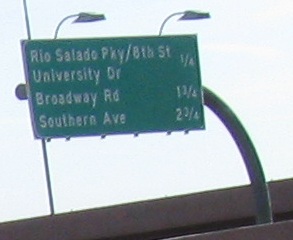 Rio Salado Pky/8th St 1/4
University Dr
Broadway Rd 1 3/4
Southern Ave 2 3/4